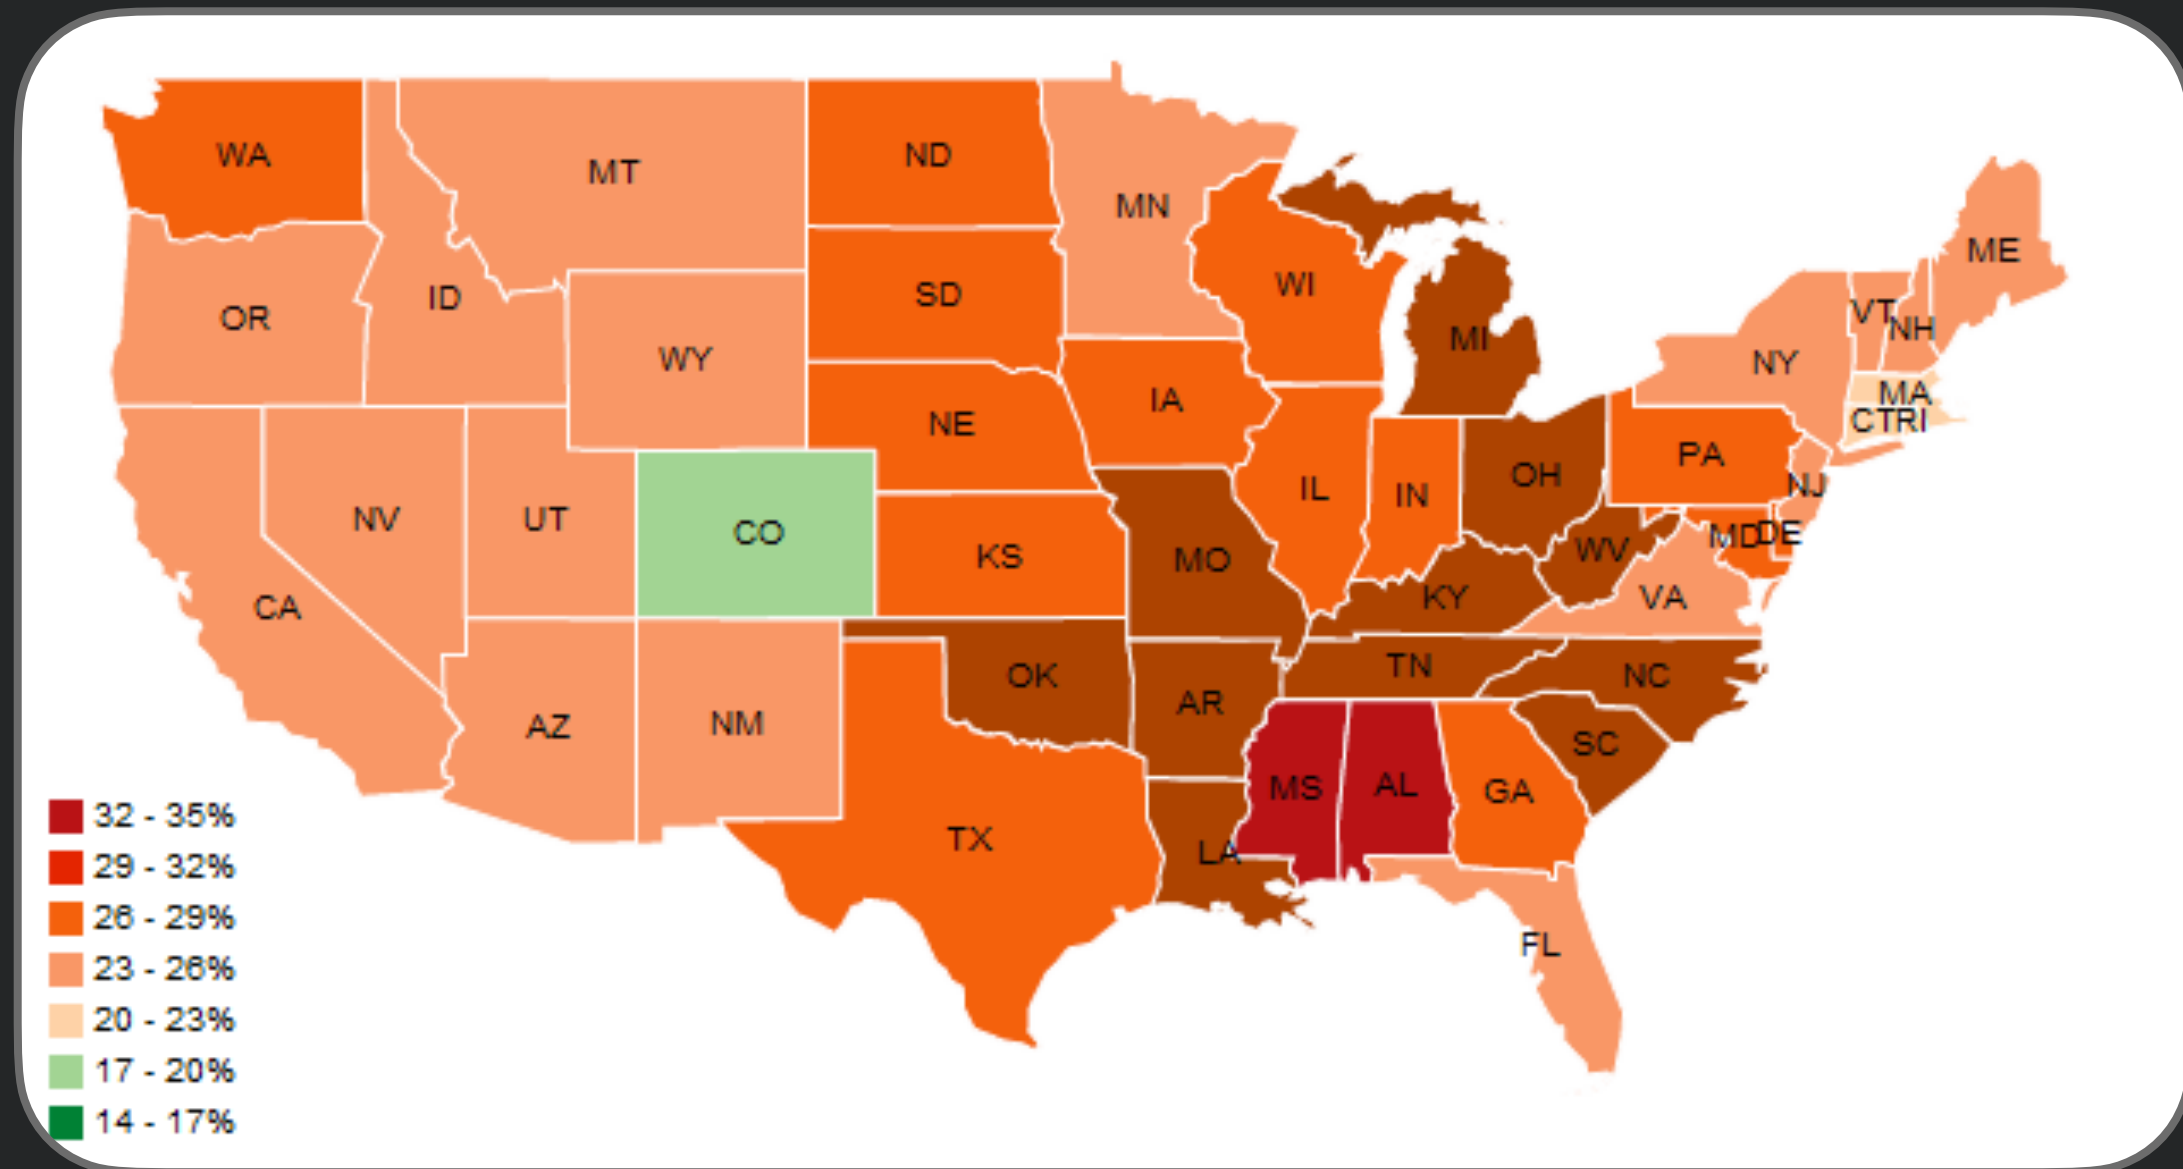 WA
MT
ND
MN
ME
OR
ID
SD
WI
VT
NH
WY
MI
NY
IA
MA
NE
CT
RI
PA
OH
IL
IN
NJ
NV
UT
CO
KS
MO
WV
MD
DE
CA
KY
VA
TN
OK
NC
AR
AZ
NM
SC
MS
AL
GA
TX
LA
FL
32 - 35%
29 - 32%
26 - 29%
23 - 26%
20 - 23%
17 - 20%
14 - 17%